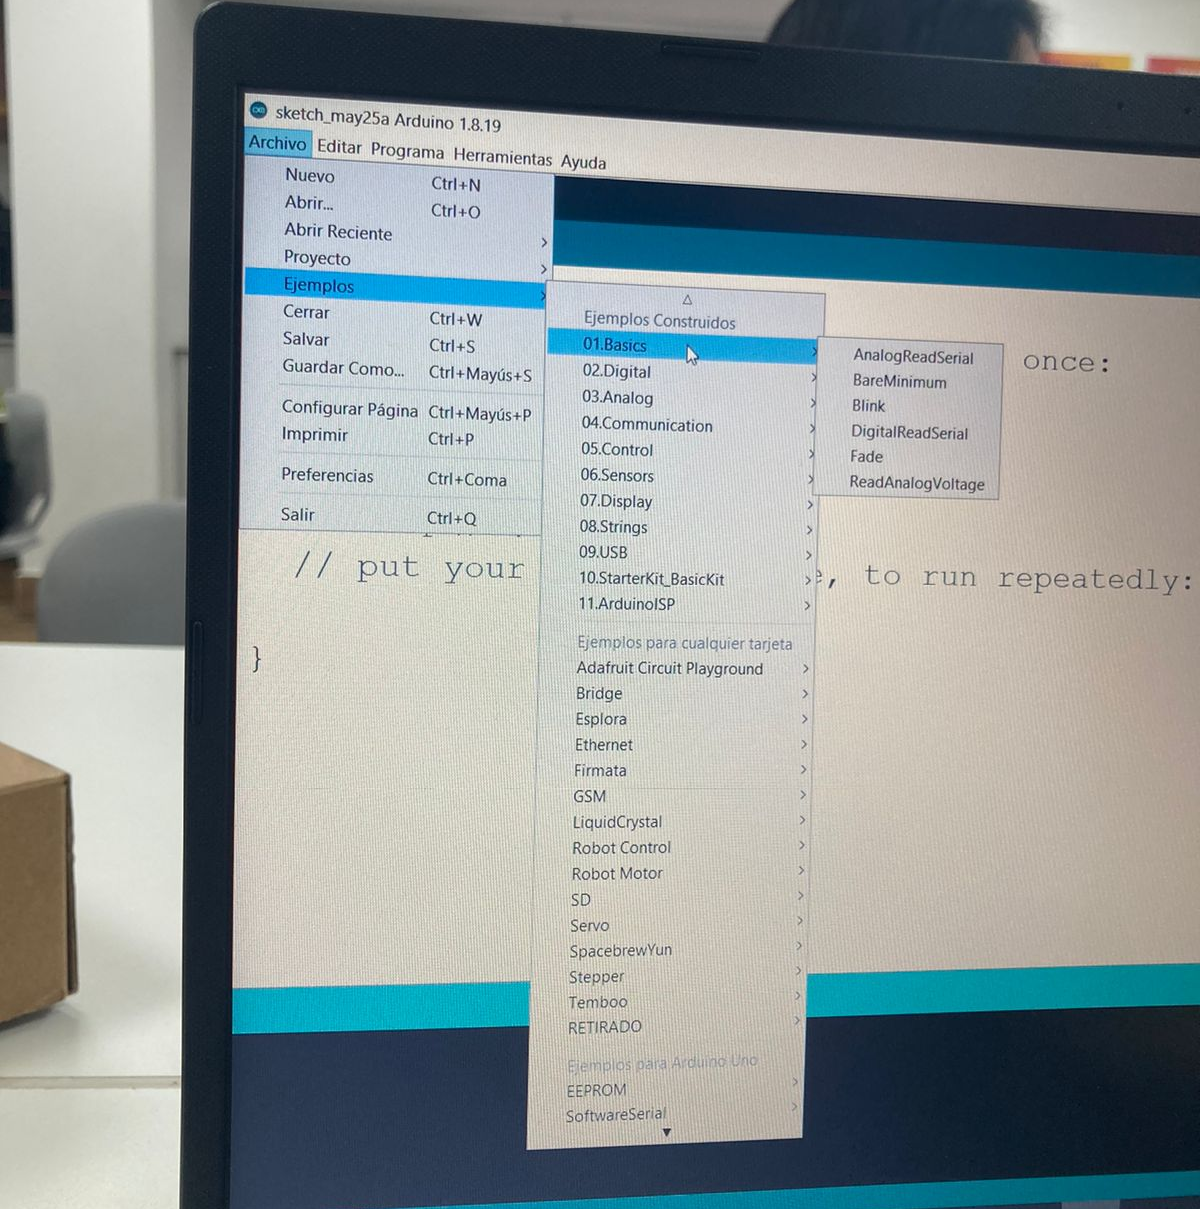 sketch_may25a Arduino 1.8.19
Archivo Editar Programa Herramientas Ayuda
Nuevo Ctrl+N
Abrir... Ctrl+O
Abrir Reciente
Proyecto
Ejemplos
Cerrar Ctrl+W
Salvar Ctrl+S
Guardar Como... Ctrl+Mayús+S
Configurar Página Ctrl+Mayús+P
Imprimir Ctrl+P
Preferencias Ctrl+Coma
Salir Ctrl+Q
Ejemplos Construidos
01.Basics
02.Digital
03.Analog
04.Communication
05.Control
06.Sensors
07.Display
08.Strings
09.USB
10.StarterKit_BasicKit
11.ArduinoISP
Ejemplos para cualquier tarjeta
Adafruit Circuit Playground
Bridge
Esplora
Ethernet
Firmata
GSM
LiquidCrystal
Robot Control
Robot Motor
SD
Servo
SpacebrewYun
Stepper
Temboo
RETIRADO
Ejemplos para Arduino Uno
EEPROM
SoftwareSerial
AnalogReadSerial
BareMinimum
Blink
DigitalReadSerial
Fade
ReadAnalogVoltage
once:
// put your , to run repeatedly:
}